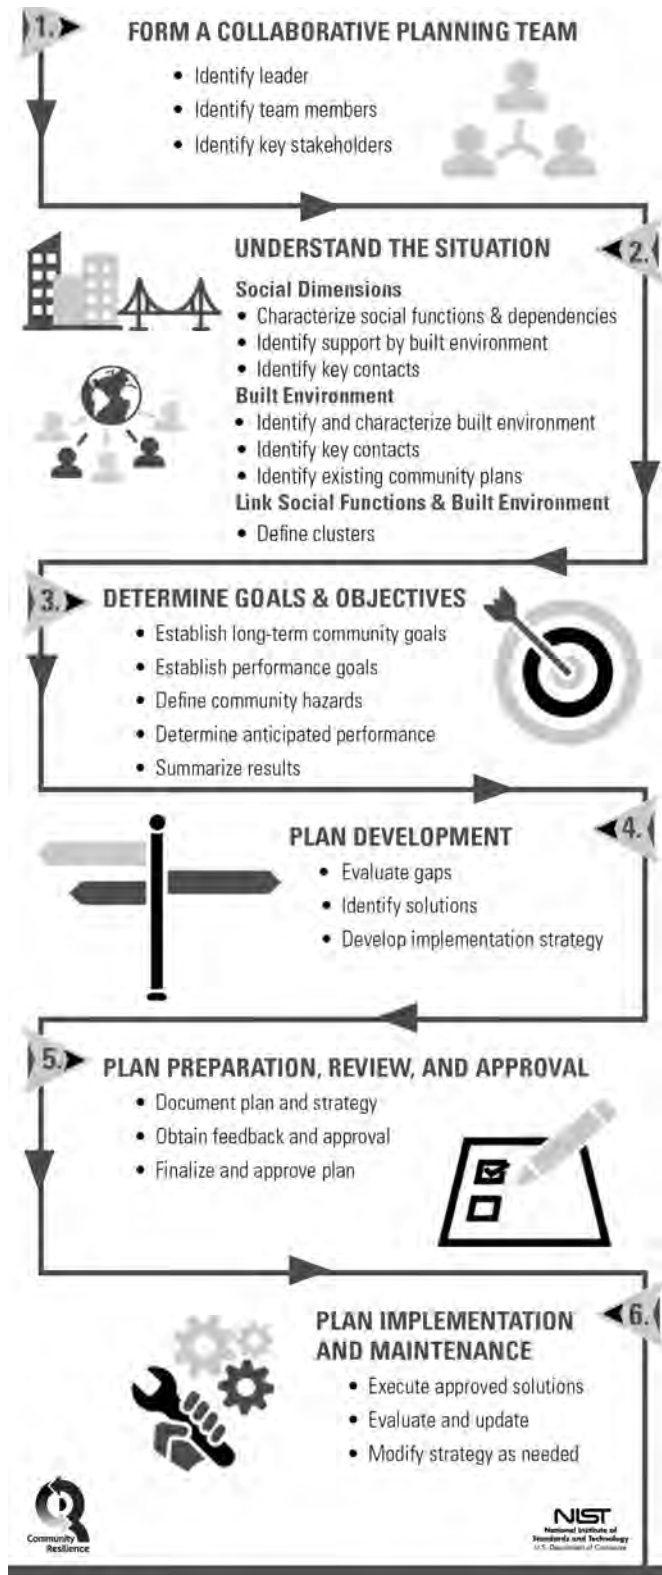 1.
FORM A COLLABORATIVE PLANNING TEAM
• Identify leader
• Identify team members
• Identify key stakeholders
2.
UNDERSTAND THE SITUATION
Social Dimensions
• Characterize social functions & dependencies
• Identify support by built environment
• Identify key contacts
Built Environment
• Identify and characterize built environment
• Identify key contacts
• Identify existing community plans
Link Social Functions & Built Environment
• Define clusters
3.
DETERMINE GOALS & OBJECTIVES
• Establish long-term community goals
• Establish performance goals
• Define community hazards
• Determine anticipated performance
• Summarize results
4.
PLAN DEVELOPMENT
• Evaluate gaps
• Identify solutions
• Develop implementation strategy
5.
PLAN PREPARATION, REVIEW, AND APPROVAL
• Document plan and strategy
• Obtain feedback and approval
• Finalize and approve plan
6.
PLAN IMPLEMENTATION
AND MAINTENANCE
• Execute approved solutions
• Evaluate and update
• Modify strategy as needed
Community
Resilience
NIST
National Institute of
Standards and Technology
U.S. Department of Commerce